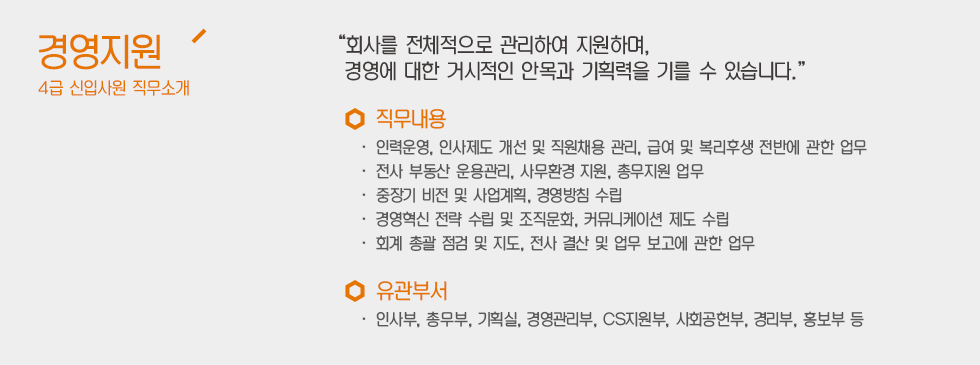 경영지원
4급 신입사원 직무소개
“회사를 전체적으로 관리하여 지원하며,
경영에 대한 거시적인 안목과 기획력을 기를 수 있습니다.”
직무내용
· 인력운영, 인사제도 개선 및 직원채용 관리, 급여 및 복리후생 전반에 관한 업무
· 전사 부동산 운용관리, 사무환경 지원, 총무지원 업무
· 중장기 비전 및 사업계획, 경영방침 수립
· 경영혁신 전략 수립 및 조직문화, 커뮤니케이션 제도 수립
· 회계 총괄 점검 및 지도, 전사 결산 및 업무 보고에 관한 업무
유관부서
· 인사부, 총무부, 기획실, 경영관리부, CS지원부, 사회공헌부, 경리부, 홍보부 등